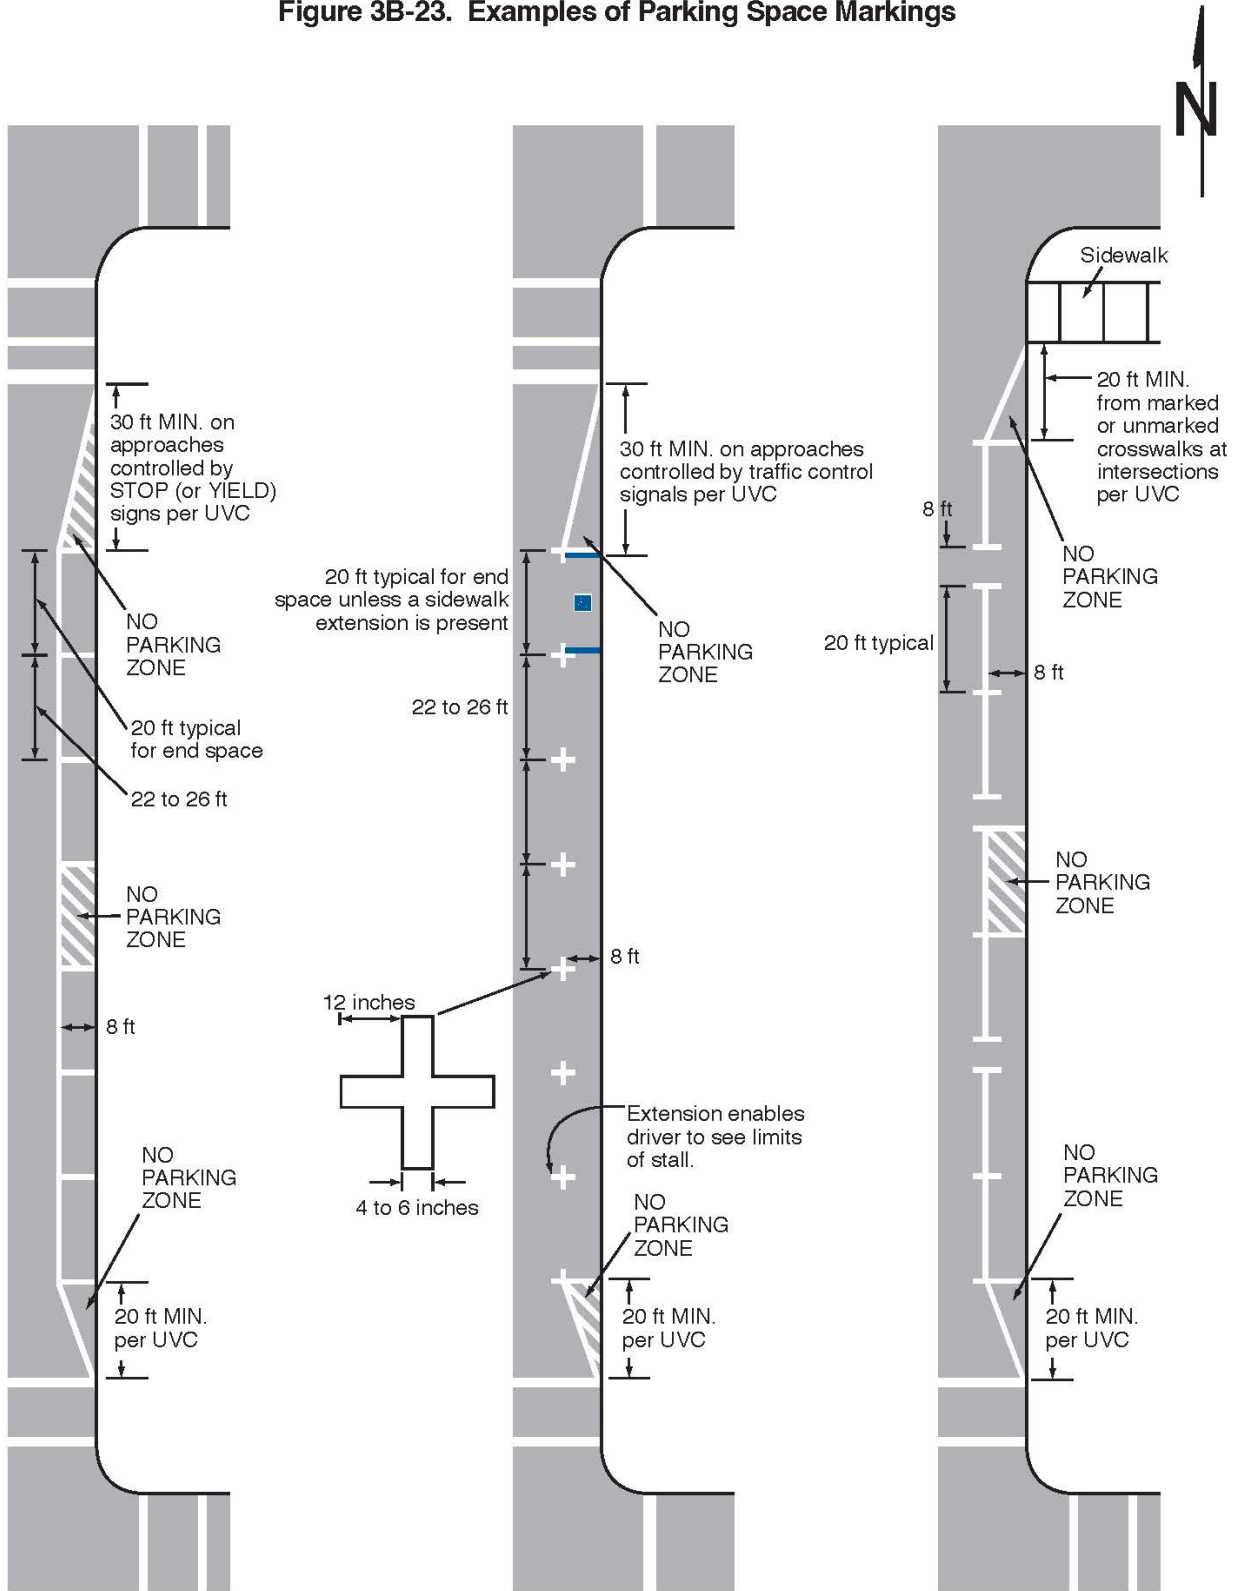 Figure 3B-23. Examples of Parking Space Markings
N
30 ft MIN. on
approaches
controlled by
STOP (or YIELD)
signs per UVC
NO
PARKING
ZONE
20 ft typical
for end space
22 to 26 ft
NO
PARKING
ZONE
8 ft
NO
PARKING
ZONE
20 ft MIN.
per UVC
30 ft MIN. on approaches
controlled by traffic control
signals per UVC
20 ft typical for end
space unless a sidewalk
extension is present
NO
PARKING
ZONE
22 to 26 ft
8 ft
12 inches
4 to 6 inches
Extension enables
driver to see limits
of stall.
NO
PARKING
ZONE
20 ft MIN.
per UVC
Sidewalk
20 ft MIN.
from marked
or unmarked
crosswalks at
intersections
per UVC
8 ft
NO
PARKING
ZONE
20 ft typical
8 ft
NO
PARKING
ZONE
NO
PARKING
ZONE
20 ft MIN.
per UVC